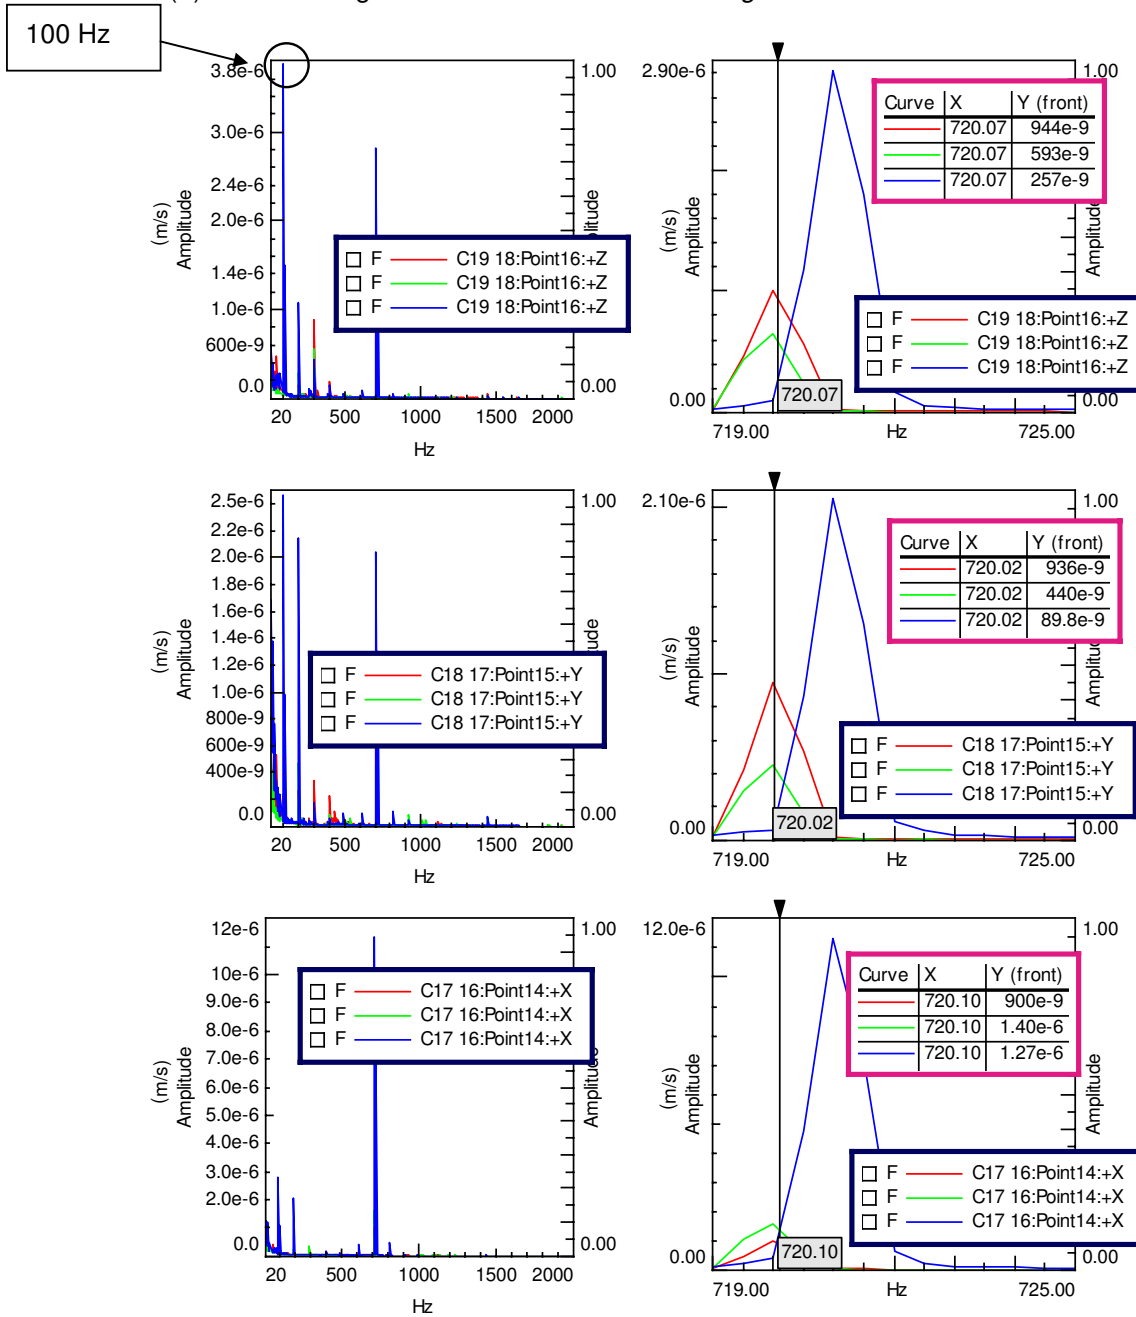 100 Hz
3.8e-6
3.0e-6
2.4e-6
2.0e-6
1.4e-6
1.0e-6
600e-9
0.0
(m/s)
Amplitude
1.00
0.00
F C19 18:Point16:+Z
F C19 18:Point16:+Z
F C19 18:Point16:+Z
20 500 1000 1500 2000
Hz
2.90e-6
0.00
(m/s)
Amplitude
1.00
0.00
Amplitude
Curve X Y (front)
720.07 944e-9
720.07 593e-9
720.07 257e-9
F C19 18:Point16:+Z
F C19 18:Point16:+Z
F C19 18:Point16:+Z
720.07
719.00 Hz 725.00
2.5e-6
2.2e-6
2.0e-6
1.8e-6
1.6e-6
1.4e-6
1.2e-6
1.0e-6
800e-9
600e-9
400e-9
0.0
(m/s)
Amplitude
1.00
0.00
F C18 17:Point15:+Y
F C18 17:Point15:+Y
F C18 17:Point15:+Y
20 500 1000 1500 2000
Hz
2.10e-6
0.00
(m/s)
Amplitude
1.00
0.00
Amplitude
Curve X Y (front)
720.02 936e-9
720.02 440e-9
720.02 89.8e-9
F C18 17:Point15:+Y
F C18 17:Point15:+Y
F C18 17:Point15:+Y
720.02
719.00 Hz 725.00
12e-6
10e-6
9.0e-6
8.0e-6
7.0e-6
6.0e-6
5.0e-6
4.0e-6
3.0e-6
2.0e-6
0.0
(m/s)
Amplitude
1.00
0.00
Amplitude
F C17 16:Point14:+X
F C17 16:Point14:+X
F C17 16:Point14:+X
20 500 1000 1500 2000
Hz
12.0e-6
0.00
(m/s)
Amplitude
1.00
0.00
Amplitude
Curve X Y (front)
720.10 900e-9
720.10 1.40e-6
720.10 1.27e-6
F C17 16:Point14:+X
F C17 16:Point14:+X
F C17 16:Point14:+X
720.10
719.00 Hz 725.00